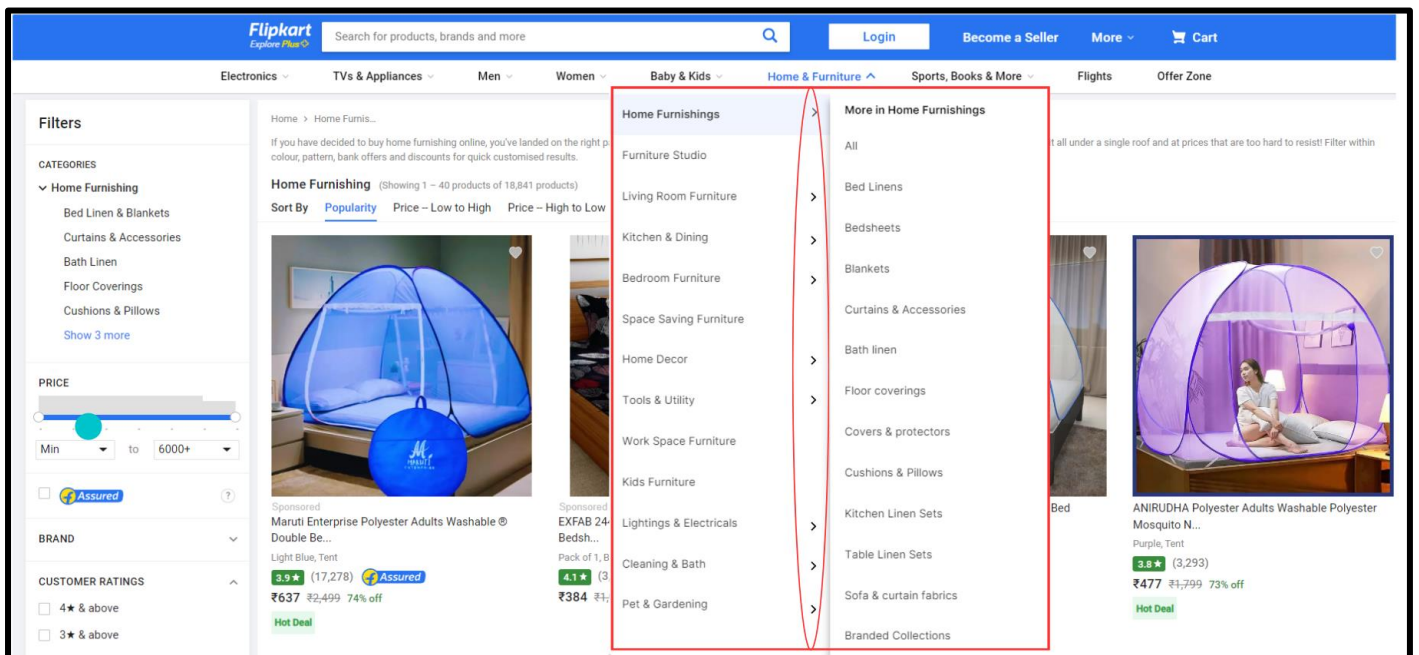 Flipkart
Explore Plus
Search for products, brands and more
Login
Become a Seller
More
Cart
Electronics
TVs & Appliances
Men
Women
Baby & Kids
Home & Furniture
Sports, Books & More
Flights
Offer Zone
Filters
CATEGORIES
Home Furnishing
Bed Linen & Blankets
Curtains & Accessories
Bath Linen
Floor Coverings
Cushions & Pillows
Show 3 more
PRICE
Min to 6000+
Assured ?
BRAND
CUSTOMER RATINGS
4★ & above
3★ & above
Home > Home Furnis...
If you have decided to buy home furnishing online, you've landed on the right
t all under a single roof and at prices that are too hard to resist! Filter within
colour, pattern, bank offers and discounts for quick customised results.
Home Furnishing (Showing 1 – 40 products of 18,841 products)
Sort By Popularity Price -- Low to High Price -- High to Low
Home Furnishings
Furniture Studio
Living Room Furniture
Kitchen & Dining
Bedroom Furniture
Space Saving Furniture
Home Decor
Tools & Utility
Work Space Furniture
Kids Furniture
Lightings & Electricals
Cleaning & Bath
Pet & Gardening
More in Home Furnishings
All
Bed Linens
Bedsheets
Blankets
Curtains & Accessories
Bath linen
Floor coverings
Covers & protectors
Cushions & Pillows
Kitchen Linen Sets
Table Linen Sets
Sofa & curtain fabrics
Branded Collections
M
MARUTI
ENTERPRISE
Sponsored
Maruti Enterprise Polyester Adults Washable ®
Double Be...
Light Blue, Tent
3.9★ (17,278) Assured
₹637 ₹2,499 74% off
Hot Deal
Sponsored
EXFAB 24
Bedsh...
Pack of 1, B
4.1★ (3
₹384 ₹1,
Bed
ANIRUDHA Polyester Adults Washable Polyester
Mosquito N...
Purple, Tent
3.8★ (3,293)
₹477 ₹1,799 73% off
Hot Deal